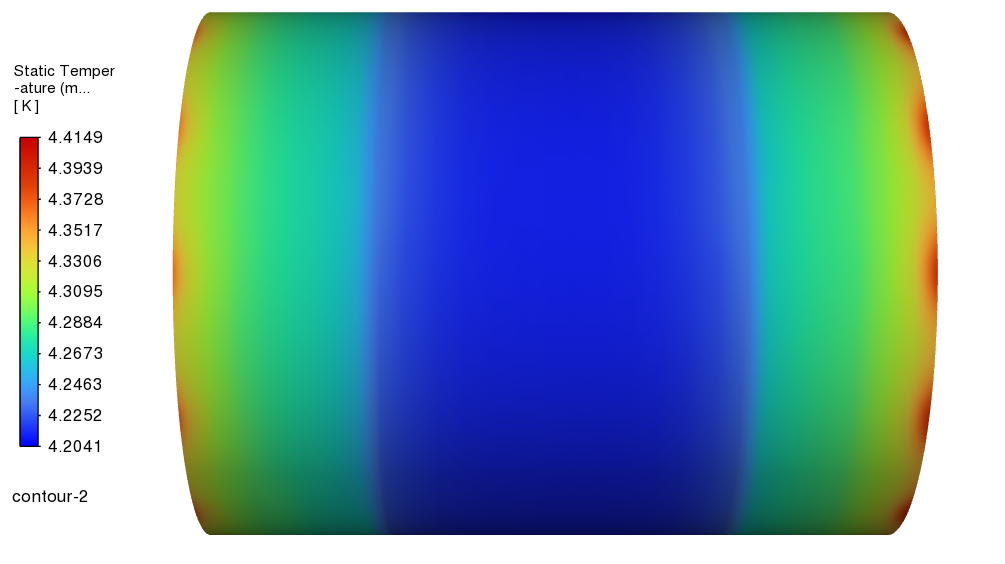 Static Temper
-ature (m...
[ K ]
4.4149
4.3939
4.3728
4.3517
4.3306
4.3095
4.2884
4.2673
4.2463
4.2252
4.2041
contour-2